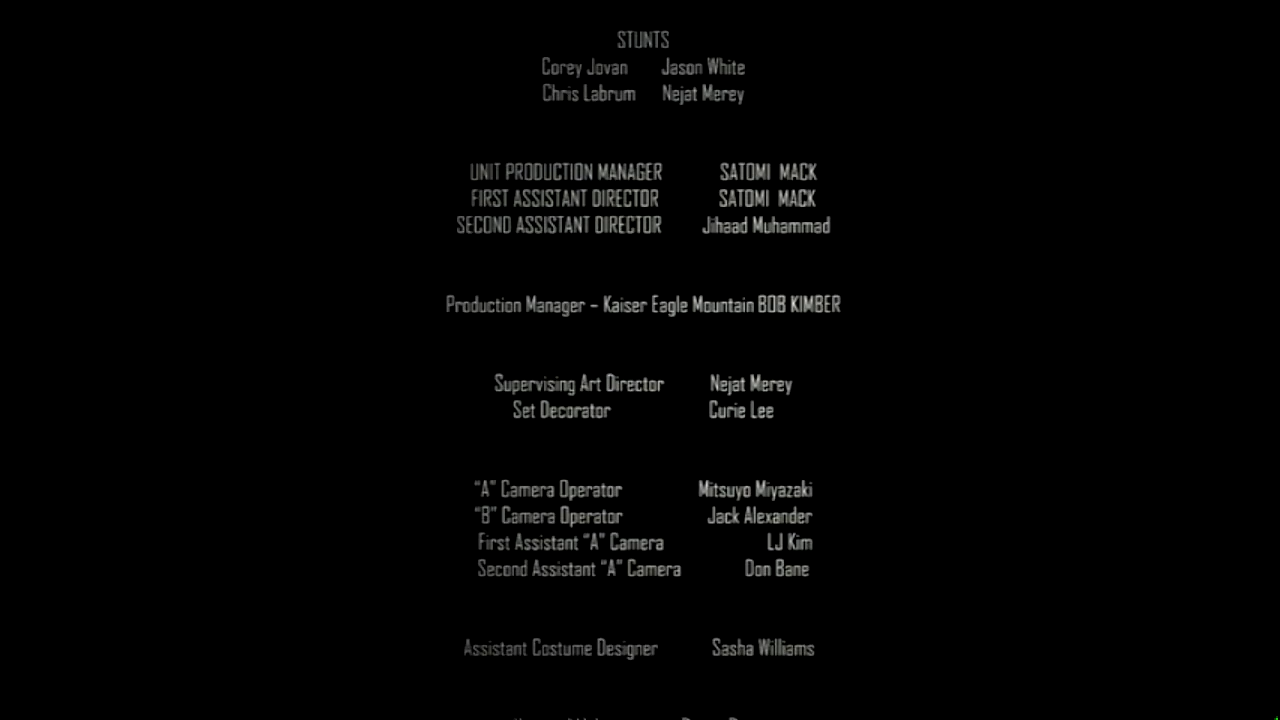 STUNTS
Corey Jovan Jason White
Chris Labrum Nejat Merey
UNIT PRODUCTION MANAGER SATOMI MACK
FIRST ASSISTANT DIRECTOR SATOMI MACK
SECOND ASSISTANT DIRECTOR Jihaad Muhammad
Production Manager – Kaiser Eagle Mountain BOB KIMBER
Supervising Art Director Nejat Merey
Set Decorator Curie Lee
“A” Camera Operator Mitsuyo Miyazaki
“B” Camera Operator Jack Alexander
First Assistant “A” Camera LJ Kim
Second Assistant “A” Camera Don Bane
Assistant Costume Designer Sasha Williams